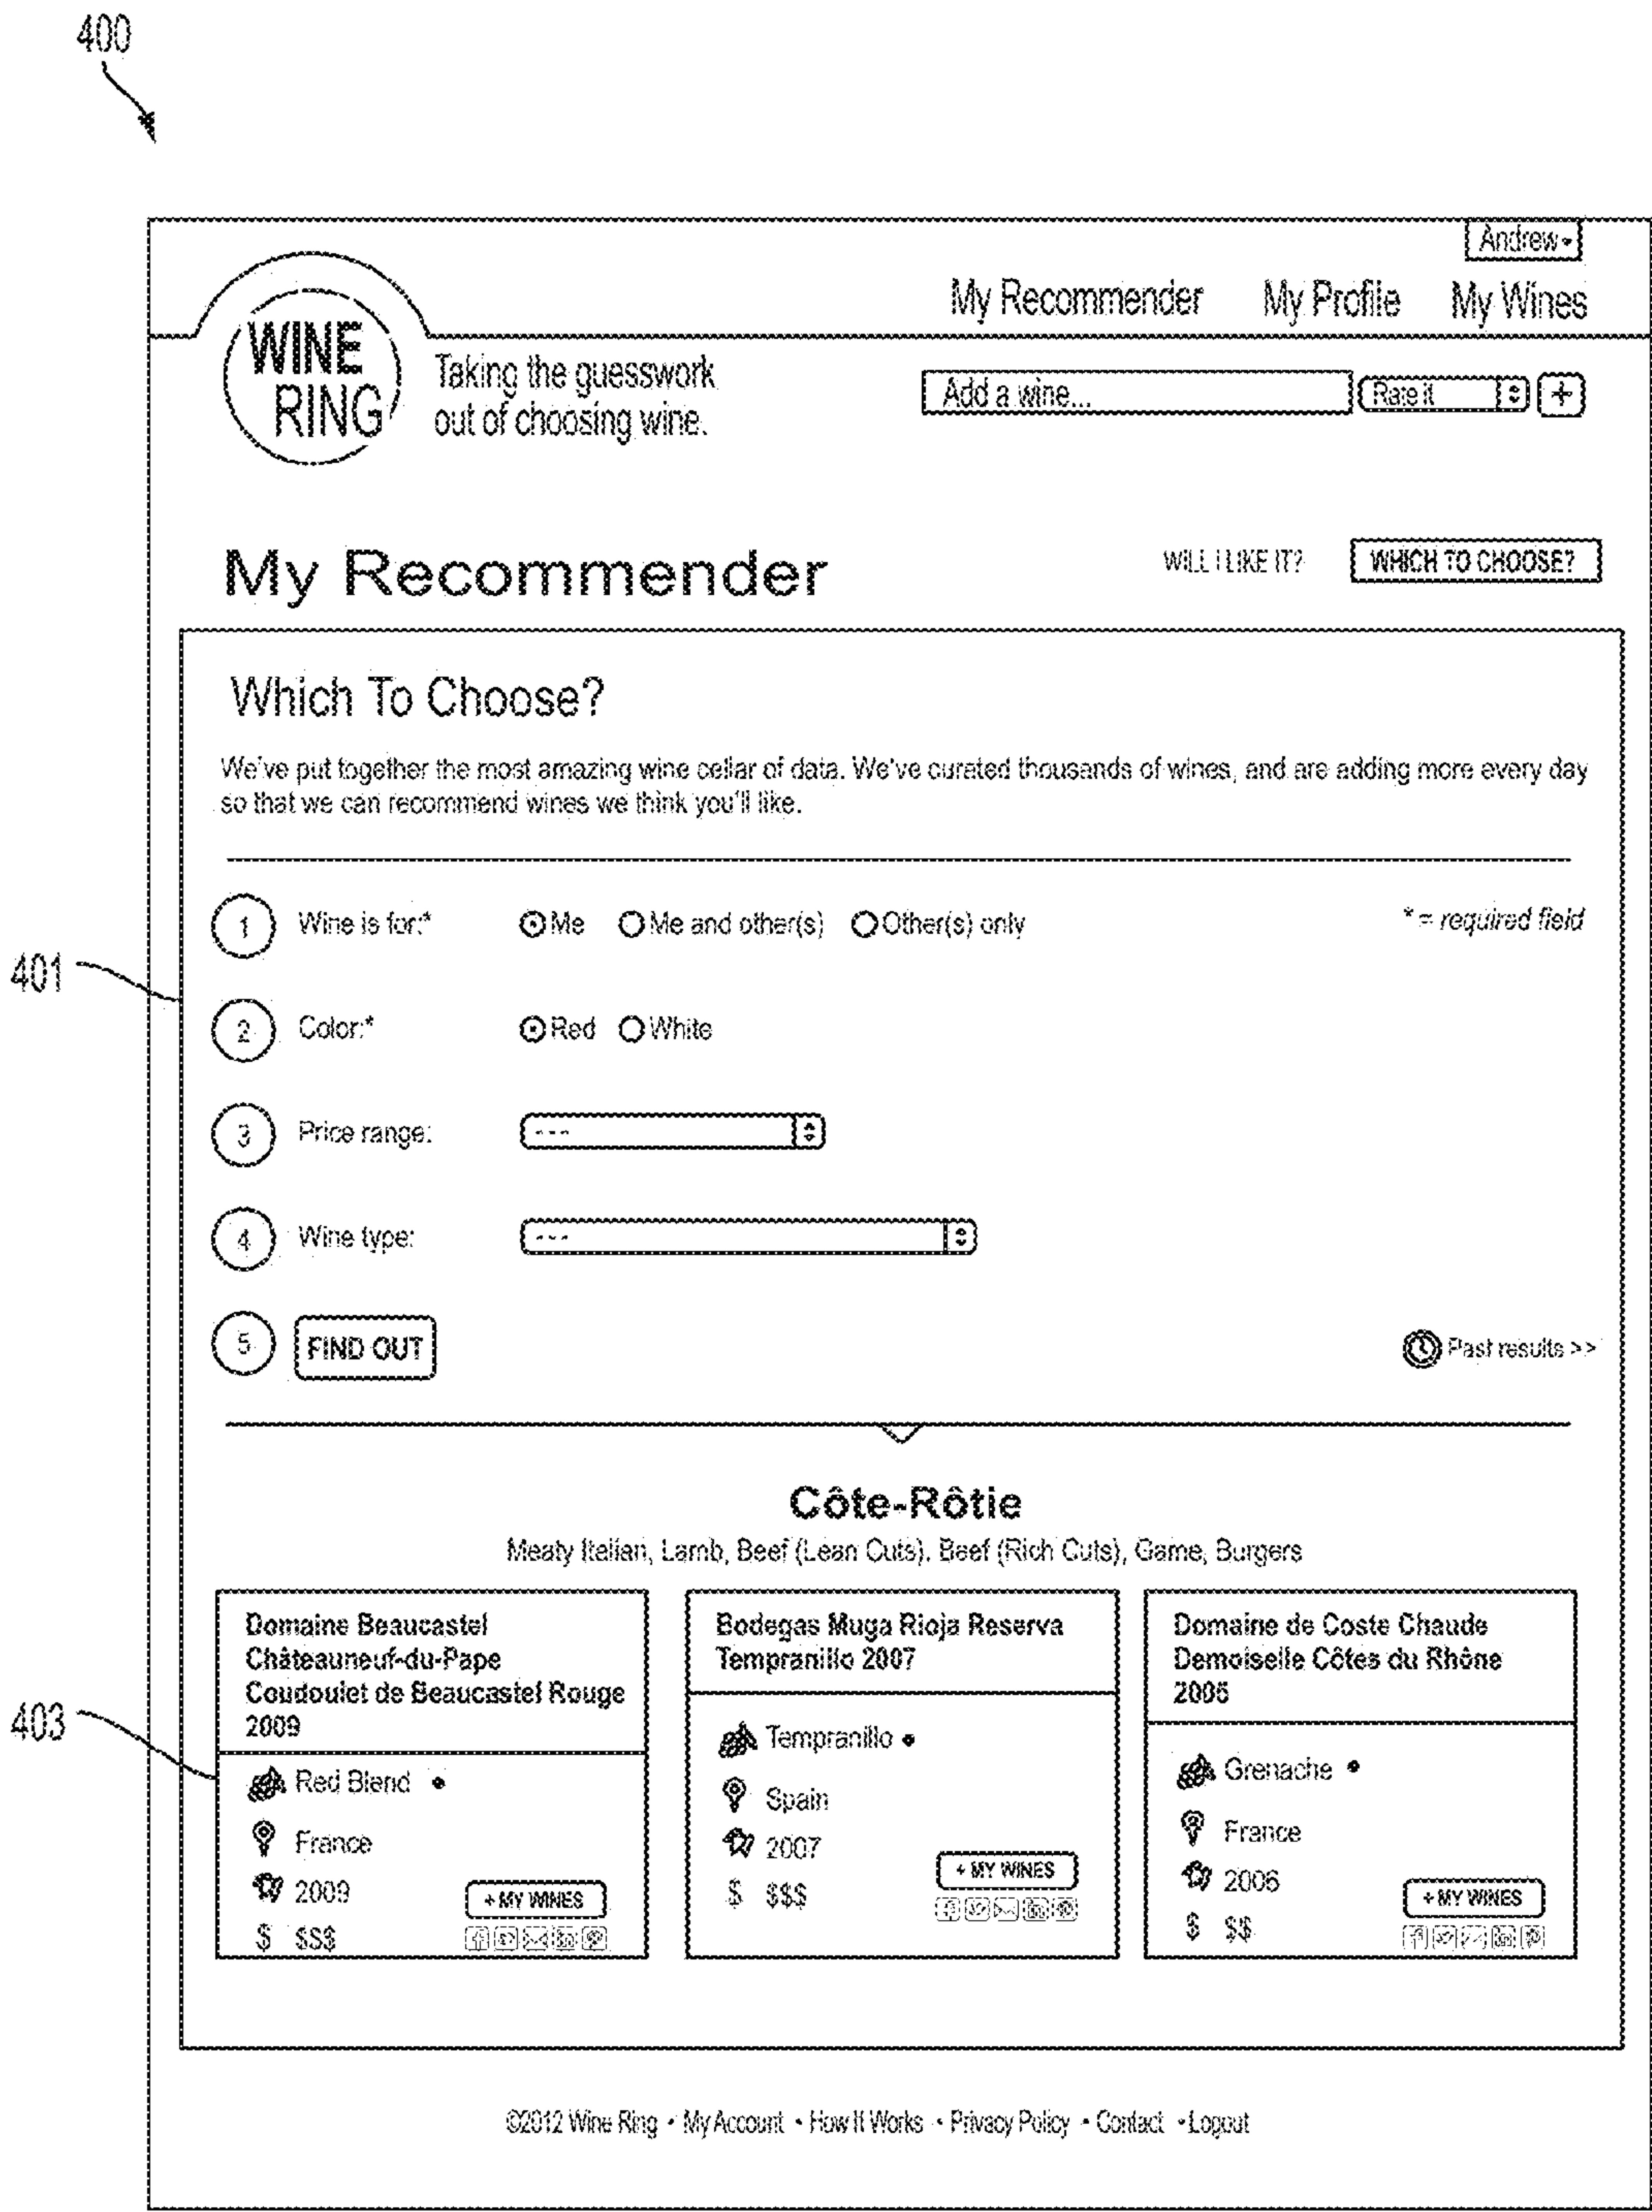 400
Andrew
My Recommender My Profile My Wines
WINE
RING
Taking the guesswork
out of choosing wine.
Add a wine... Rate it +
My Recommender WILL I LIKE IT? WHICH TO CHOOSE?
Which To Choose?
We've put together the most amazing wine cellar of data. We've curated thousands of wines, and are adding more every day
so that we can recommend wines we think you'll like.
1 Wine is for:* Me Me and other(s) Other(s) only * = required field
401
2 Color:* Red White
3 Price range: ---
4 Wine type: ---
5 FIND OUT Past results >>
Côte-Rôtie
Meaty Italian, Lamb, Beef (Lean Cuts). Beef (Rich Cuts), Game, Burgers
403
Domaine Beaucastel
Châteauneuf-du-Pape
Coudoulet de Beaucastel Rouge
2009
Red Blend •
France
2009
$ $$$
+ MY WINES
Bodegas Muga Rioja Reserva
Tempranillo 2007
Tempranillo •
Spain
2007
$ $$$
+ MY WINES
Domaine de Coste Chaude
Demoiselle Côtes du Rhône
2006
Grenache •
France
2006
$ $$
+ MY WINES
©2012 Wine Ring • My Account • How It Works • Privacy Policy • Contact • Logout